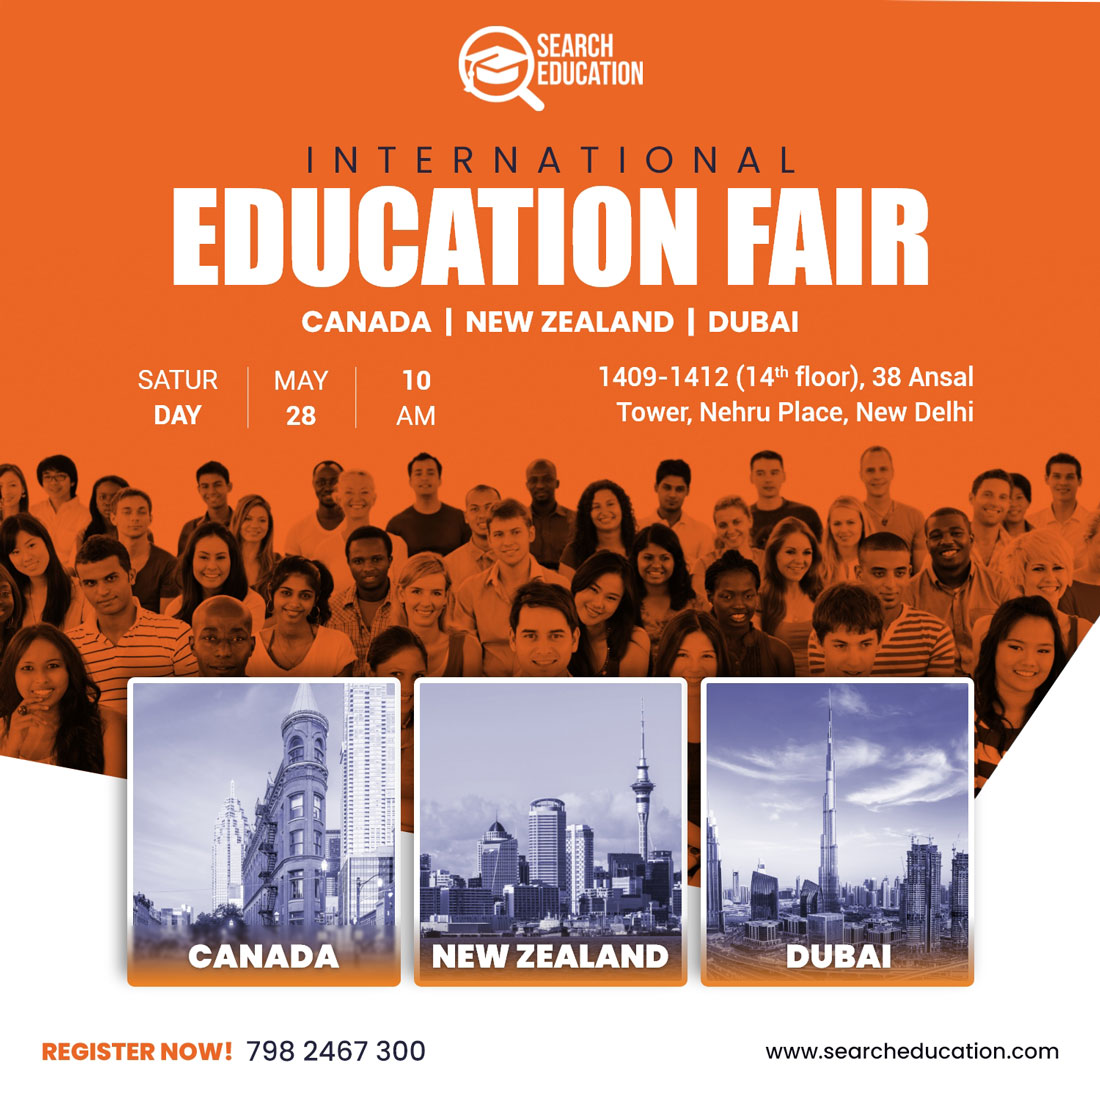 SEARCH
EDUCATION
INTERNATIONAL
EDUCATION FAIR
CANADA | NEW ZEALAND | DUBAI
SATUR
DAY
MAY
28
10
AM
1409-1412 (14th floor), 38 Ansal
Tower, Nehru Place, New Delhi
CANADA
NEW ZEALAND
DUBAI
REGISTER NOW! 798 2467 300
www.searcheducation.com